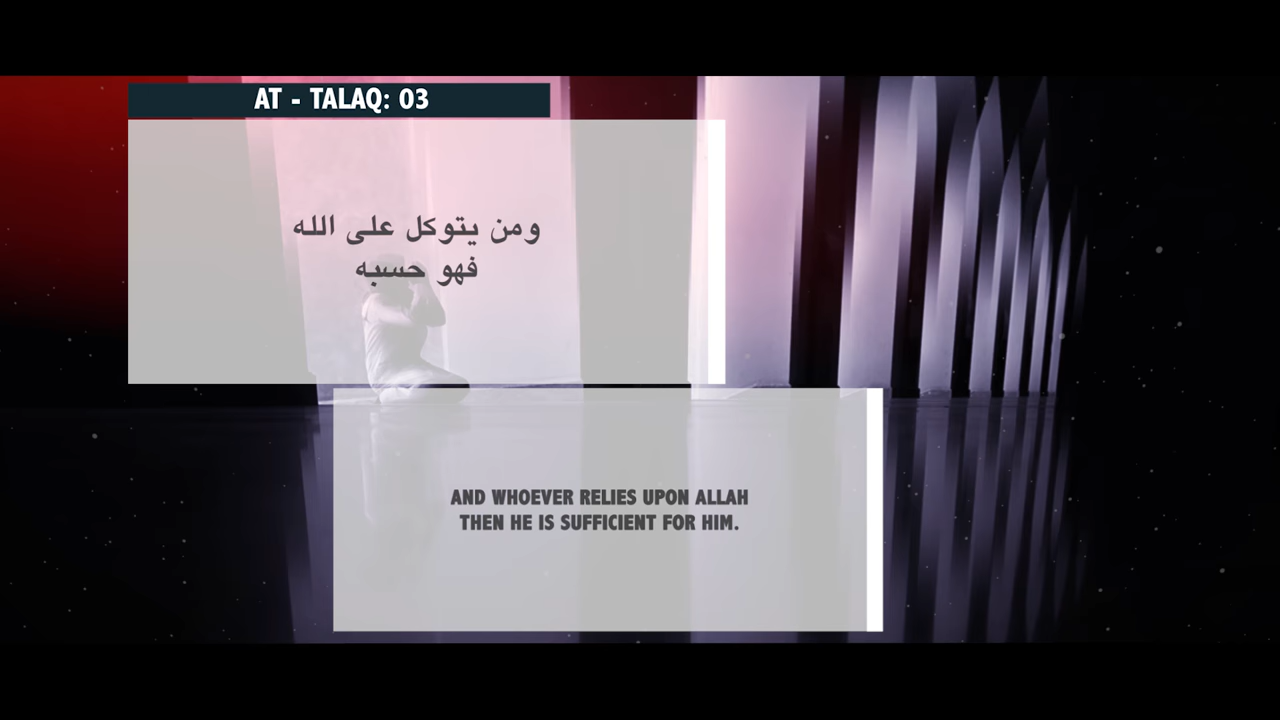 AT - TALAQ: 03
ومن يتوكل على الله
فهو حسبه
AND WHOEVER RELIES UPON ALLAH
THEN HE IS SUFFICIENT FOR HIM.